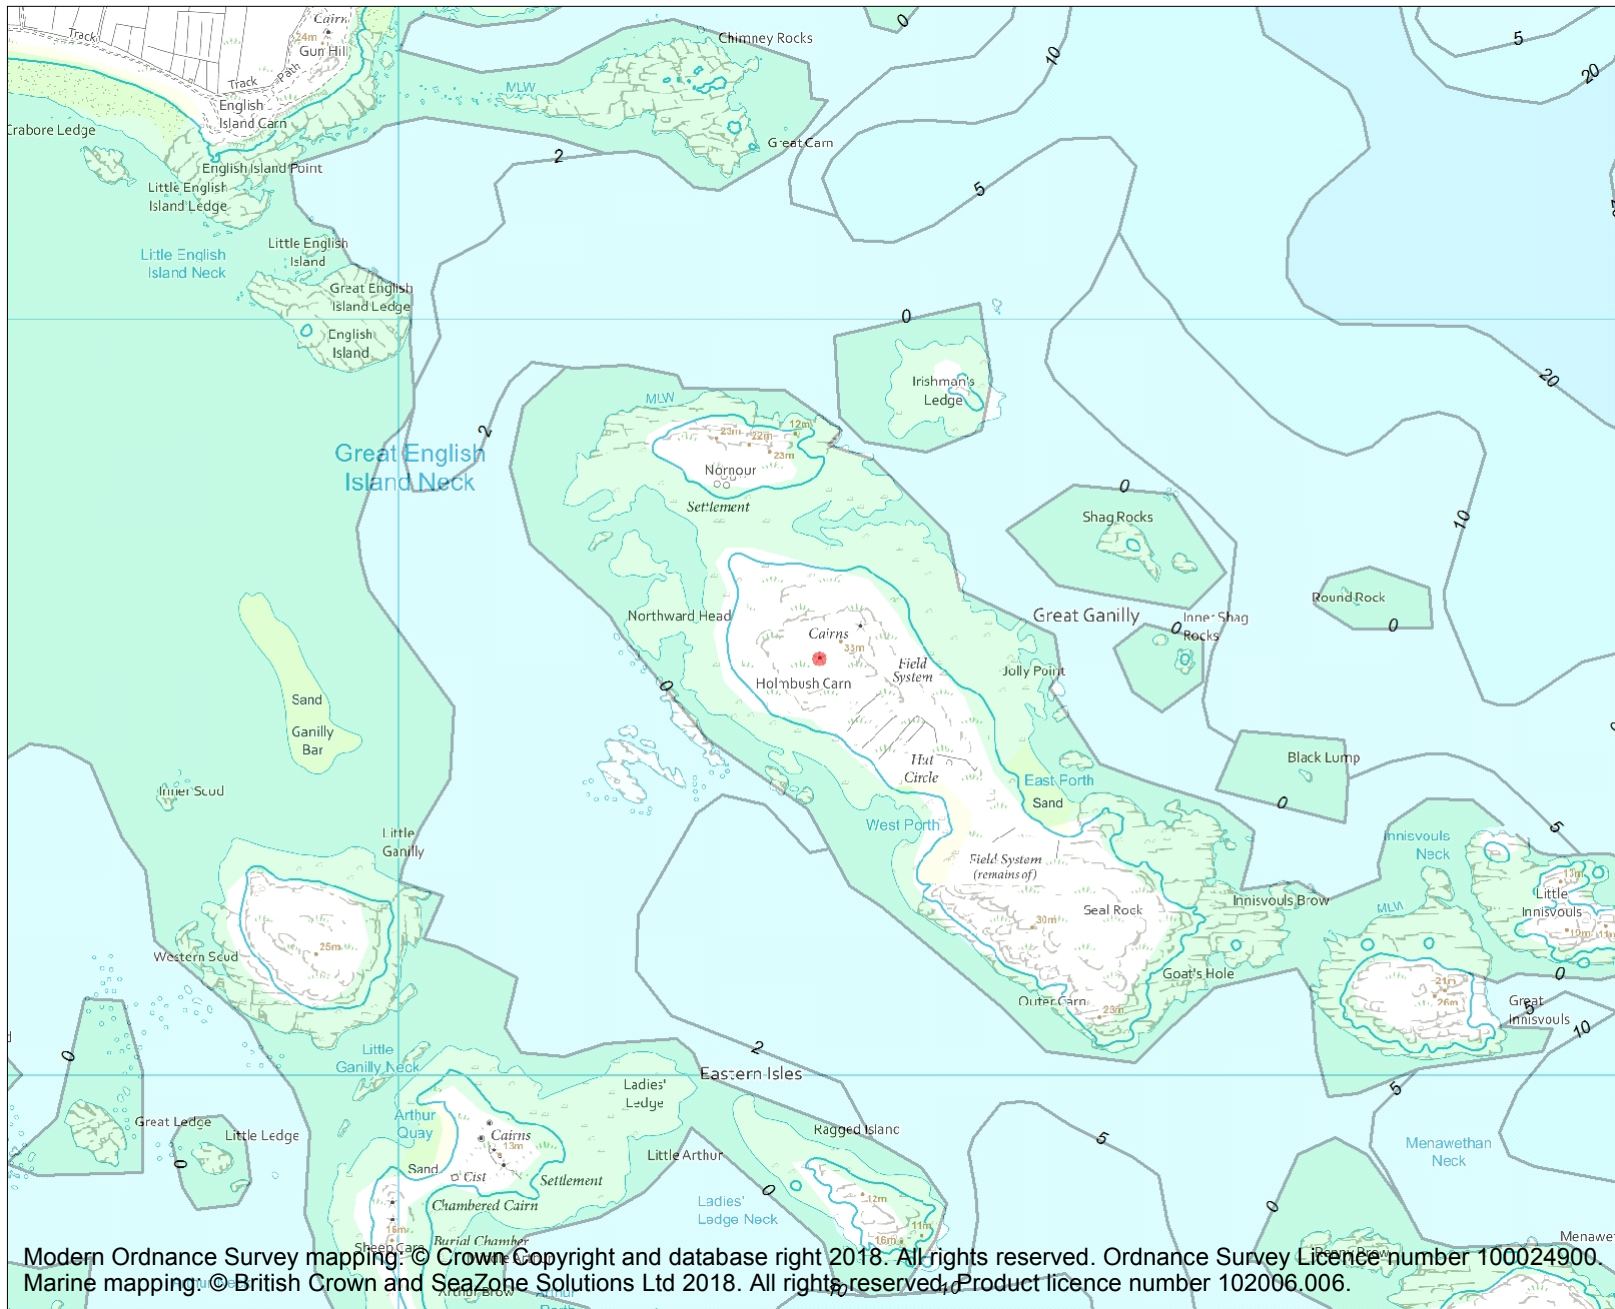 Cairn
24m
Gun Hill
Track
Track
Path
English
Island Carn
Crabore Ledge
English Island Point
Little English
Island Ledge
Little English
Island Neck
Little English
Island
Great English
Island Ledge
English
Island
MLW
Chimney Rocks
Great Carn
0
10
5
20
2
5
0
Irishman's
Ledge
20
Great English
Island Neck
2
MLW
23m
22m
12m
23m
Nornour
Settlement
0
Shag Rocks
10
Round Rock
0
Great Ganilly
0
Inner Shag
Rocks
Northward Head
Cairns
33m
Holmbush Carn
Field
System
Jolly Point
0
Sand
Ganilly
Bar
Hut
Circle
East Porth
Sand
Black Lump
0
5
Inner Scud
West Porth
Little
Ganilly
Innisvouls
Neck
Field System
(remains of)
13m
Little
Innisvouls
Seal Rock
30m
Innisvouls Brow
MLW
25m
Western Scud
Goat's Hole
0
Outer Carn
23m
21m
26m
5
Great
Innisvouls
10
0
Little
Ganilly Neck
2
Eastern Isles
5
Ladies'
Ledge
Arthur
Quay
Great Ledge
Little Ledge
0
Cairns
13m
Ragged Island
5
Menawethan
Neck
Little Arthur
Sand
Cist
Settlement
Chambered Cairn
0
Ladies'
Ledge Neck
12m
11m
16m
0
16m
Burial Chamber
Modern Ordnance Survey mapping: © Crown Copyright and database right 2018. All rights reserved. Ordnance Survey Licence number 100024900.
Marine mapping: © British Crown and SeaZone Solutions Ltd 2018. All rights reserved. Product licence number 102006.006.
Arthur Brow
10
10